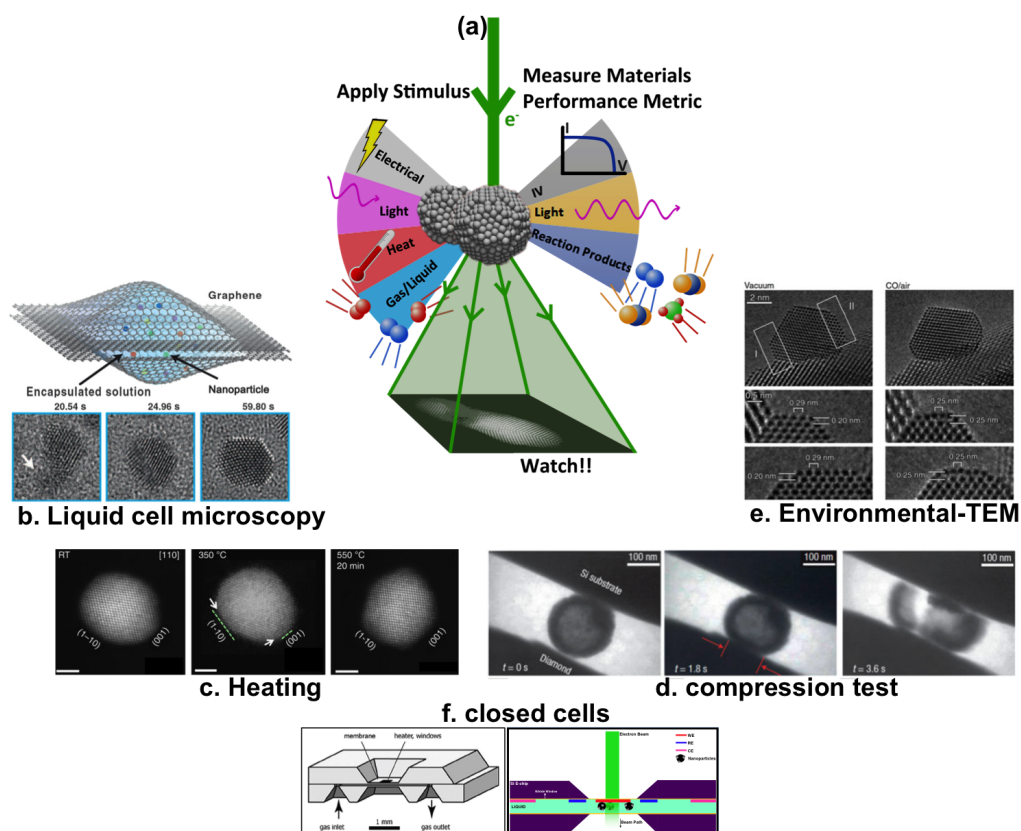 (a)
Apply Stimulus
Measure Materials
Performance Metric
e⁻
I
V
Electrical
Light
Heat
Gas/Liquid
IV
Light
Reaction Products
Watch!!
Graphene
Encapsulated solution
Nanoparticle
20.54 s
24.96 s
59.80 s
b. Liquid cell microscopy
Vacuum
CO/air
2 nm
I
II
0.5 nm
0.29 nm
0.20 nm
0.25 nm
0.25 nm
0.29 nm
0.20 nm
0.25 nm
0.25 nm
e. Environmental-TEM
RT
[110]
(1–10)
(001)
350 °C
(1–10)
(001)
550 °C
20 min
(1–10)
(001)
c. Heating
100 nm
Si substrate
Diamond
t = 0 s
100 nm
t = 1.8 s
100 nm
t = 3.6 s
d. compression test
f. closed cells
membrane
heater, windows
gas inlet
1 mm
gas outlet
Electron Beam
WE
RE
CE
Nanoparticles
LIQUID
Beam Path